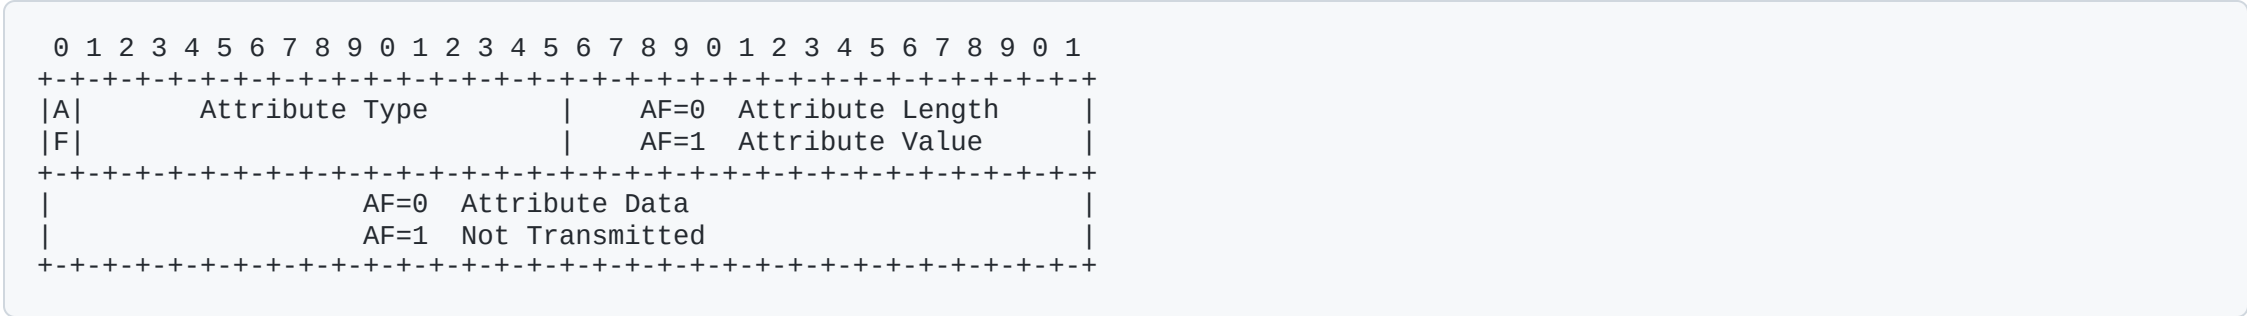 0 1 2 3 4 5 6 7 8 9 0 1 2 3 4 5 6 7 8 9 0 1 2 3 4 5 6 7 8 9 0 1
+-+-+-+-+-+-+-+-+-+-+-+-+-+-+-+-+-+-+-+-+-+-+-+-+-+-+-+-+-+-+-+-+
|A|       Attribute Type        |    AF=0  Attribute Length     |
|F|                             |    AF=1  Attribute Value      |
+-+-+-+-+-+-+-+-+-+-+-+-+-+-+-+-+-+-+-+-+-+-+-+-+-+-+-+-+-+-+-+-+
|                   AF=0  Attribute Data                        |
|                   AF=1  Not Transmitted                       |
+-+-+-+-+-+-+-+-+-+-+-+-+-+-+-+-+-+-+-+-+-+-+-+-+-+-+-+-+-+-+-+-+